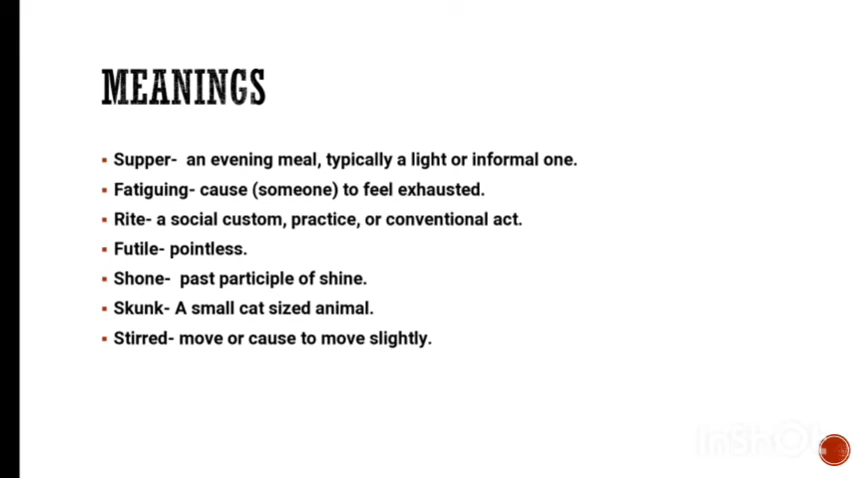 MEANINGS
Supper- an evening meal, typically a light or informal one.
Fatiguing- cause (someone) to feel exhausted.
Rite- a social custom, practice, or conventional act.
Futile- pointless.
Shone- past participle of shine.
Skunk- A small cat sized animal.
Stirred- move or cause to move slightly.